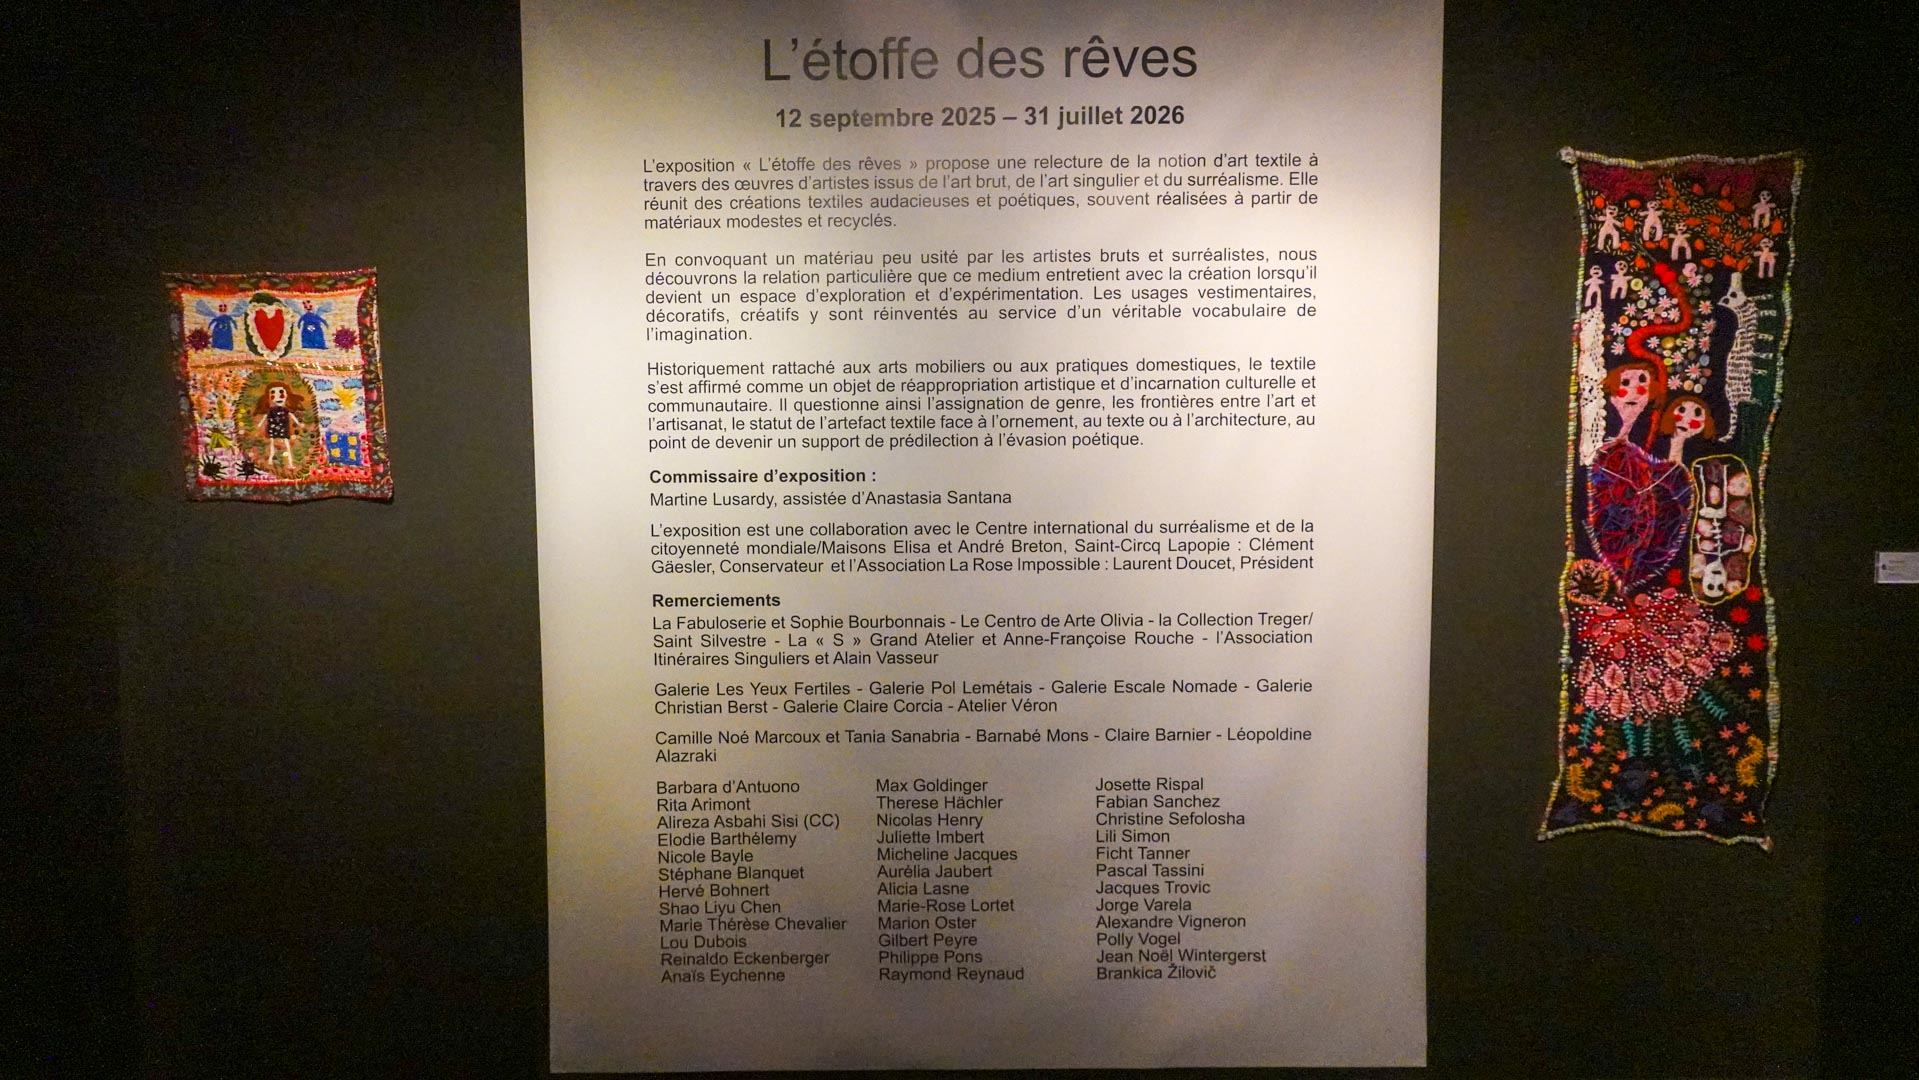 L'étoffe des rêves
12 septembre 2025 – 31 juillet 2026
L'exposition « L'étoffe des rêves » propose une relecture de la notion d'art textile à
travers des œuvres d'artistes issus de l'art brut, de l'art singulier et du surréalisme. Elle
réunit des créations textiles audacieuses et poétiques, souvent réalisées à partir de
matériaux modestes et recyclés.
En convoquant un matériau peu usité par les artistes bruts et surréalistes, nous
découvrons la relation particulière que ce medium entretient avec la création lorsqu'il
devient un espace d'exploration et d'expérimentation. Les usages vestimentaires,
décoratifs, créatifs y sont réinventés au service d'un véritable vocabulaire de
l'imagination.
Historiquement rattaché aux arts mobiliers ou aux pratiques domestiques, le textile
s'est affirmé comme un objet de réappropriation artistique et d'incarnation culturelle et
communautaire. Il questionne ainsi l'assignation de genre, les frontières entre l'art et
l'artisanat, le statut de l'artefact textile face à l'ornement, au texte ou à l'architecture, au
point de devenir un support de prédilection à l'évasion poétique.
Commissaire d'exposition :
Martine Lusardy, assistée d'Anastasia Santana
L'exposition est une collaboration avec le Centre international du surréalisme et de la
citoyenneté mondiale/Maisons Elisa et André Breton, Saint-Circq Lapopie : Clément
Gäesler, Conservateur et l'Association La Rose Impossible : Laurent Doucet, Président
Remerciements
La Fabuloserie et Sophie Bourbonnais - Le Centro de Arte Olivia - la Collection Treger/
Saint Silvestre - La « S » Grand Atelier et Anne-Françoise Rouche - l'Association
Itinéraires Singuliers et Alain Vasseur
Galerie Les Yeux Fertiles - Galerie Pol Lemétais - Galerie Escale Nomade - Galerie
Christian Berst - Galerie Claire Corcia - Atelier Véron
Camille Noé Marcoux et Tania Sanabria - Barnabé Mons - Claire Barnier - Léopoldine
Alazraki
Barbara d'Antuono
Rita Arimont
Alireza Asbahi Sisi (CC)
Elodie Barthélemy
Nicole Bayle
Stéphane Blanquet
Hervé Bohnert
Shao Liyu Chen
Marie Thérèse Chevalier
Lou Dubois
Reinaldo Eckenberger
Anaïs Eychenne
Max Goldinger
Therese Hächler
Nicolas Henry
Juliette Imbert
Micheline Jacques
Aurélia Jaubert
Alicia Lasne
Marie-Rose Lortet
Marion Oster
Gilbert Peyre
Philippe Pons
Raymond Reynaud
Josette Rispal
Fabian Sanchez
Christine Sefolosha
Lili Simon
Ficht Tanner
Pascal Tassini
Jacques Trovic
Jorge Varela
Alexandre Vigneron
Polly Vogel
Jean Noël Wintergerst
Brankica Žilovič